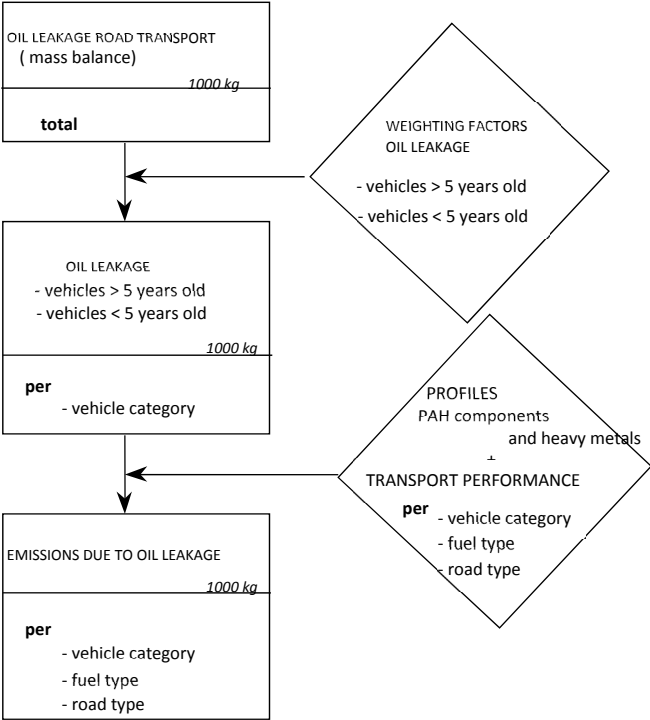 OIL LEAKAGE ROAD TRANSPORT
( mass balance)
1000 kg
total
WEIGHTING FACTORS
OIL LEAKAGE
- vehicles > 5 years old
- vehicles < 5 years old
OIL LEAKAGE
- vehicles > 5 years old
- vehicles < 5 years old
1000 kg
per
- vehicle category
PROFILES
PAH components
and heavy metals
+
TRANSPORT PERFORMANCE
per
- vehicle category
- fuel type
- road type
EMISSIONS DUE TO OIL LEAKAGE
1000 kg
per
- vehicle category
- fuel type
- road type